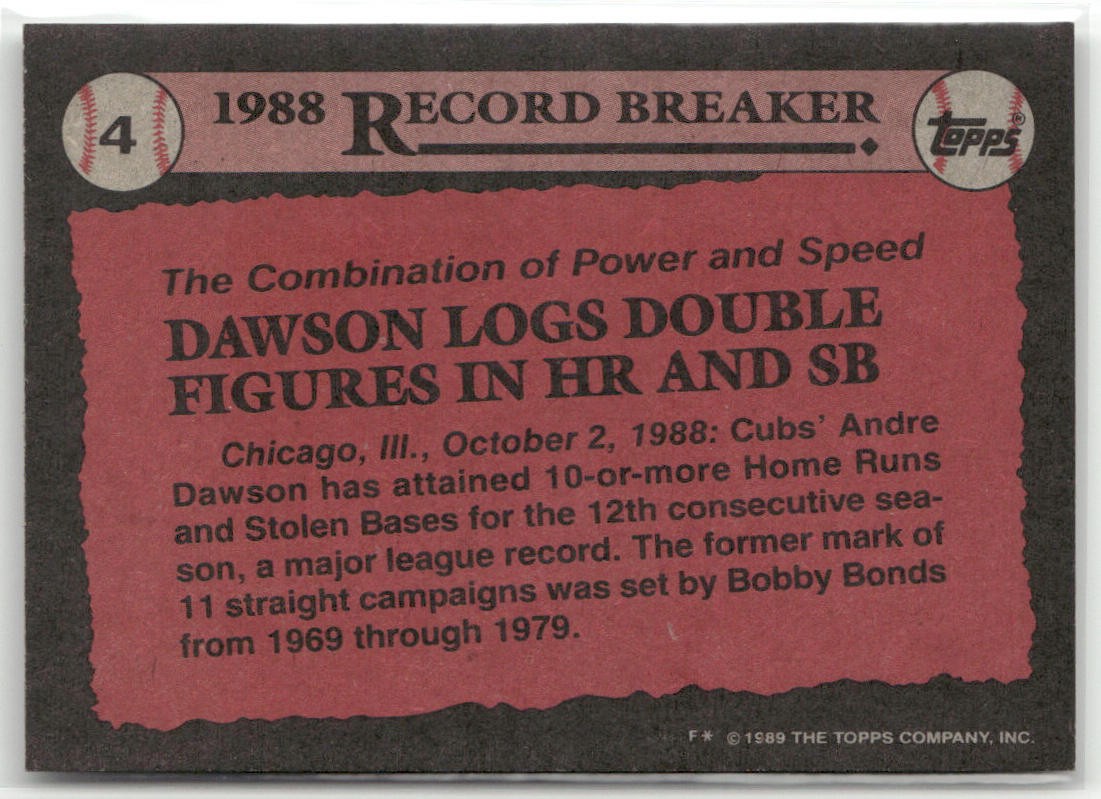 4
1988 RECORD BREAKER
TOPPS®
The Combination of Power and Speed
DAWSON LOGS DOUBLE
FIGURES IN HR AND SB
Chicago, Ill., October 2, 1988: Cubs' Andre
Dawson has attained 10-or-more Home Runs
and Stolen Bases for the 12th consecutive sea-
son, a major league record. The former mark of
11 straight campaigns was set by Bobby Bonds
from 1969 through 1979.
F* © 1989 THE TOPPS COMPANY, INC.